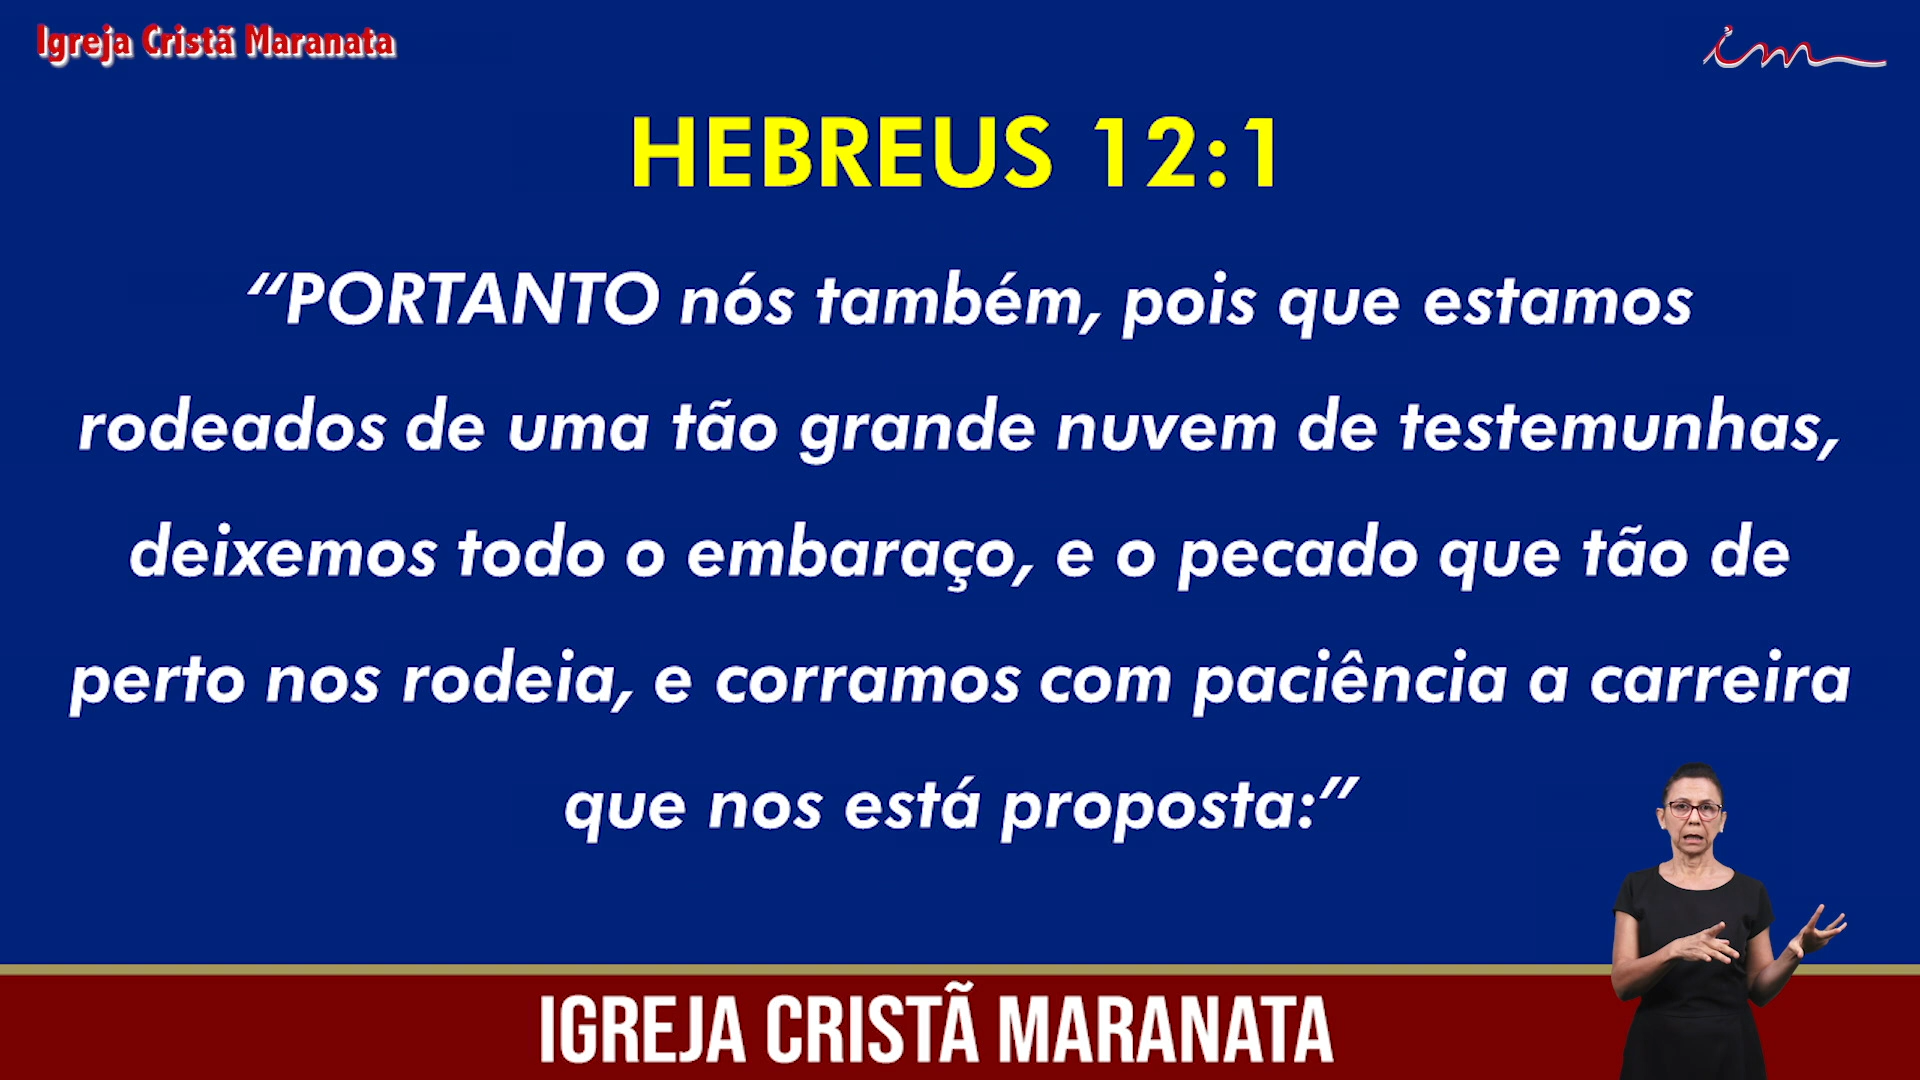 Igreja Cristã Maranata
im
HEBREUS 12:1
“PORTANTO nós também, pois que estamos
rodeados de uma tão grande nuvem de testemunhas,
deixemos todo o embaraço, e o pecado que tão de
perto nos rodeia, e corramos com paciência a carreira
que nos está proposta:”
IGREJA CRISTÃ MARANATA